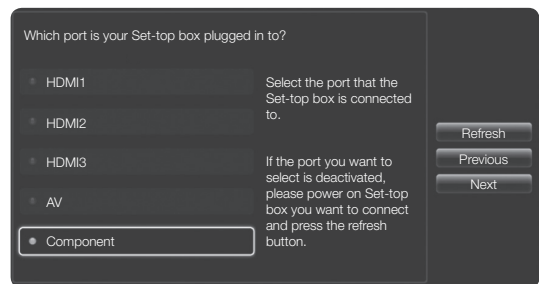 Which port is your Set-top box plugged in to?
HDMI1
HDMI2
HDMI3
AV
Component
Select the port that the
Set-top box is connected
to.
If the port you want to
select is deactivated,
please power on Set-top
box you want to connect
and press the refresh
button.
Refresh
Previous
Next